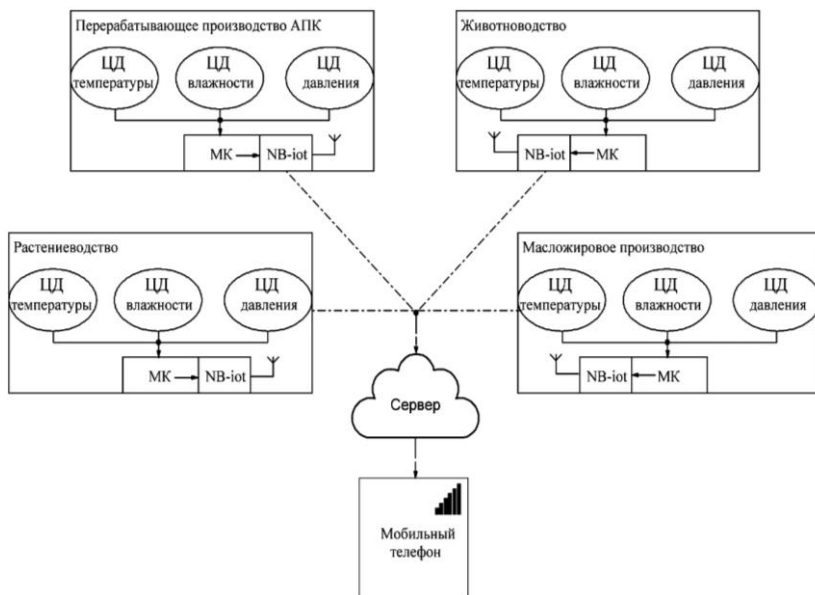 Перерабатывающее производство АПК
ЦД
температуры
ЦД
влажности
ЦД
давления
МК
NB-iot
Животноводство
ЦД
температуры
ЦД
влажности
ЦД
давления
NB-iot
МК
Растениеводство
ЦД
температуры
ЦД
влажности
ЦД
давления
МК
NB-iot
Масложировое производство
ЦД
температуры
ЦД
влажности
ЦД
давления
NB-iot
МК
Сервер
Мобильный
телефон